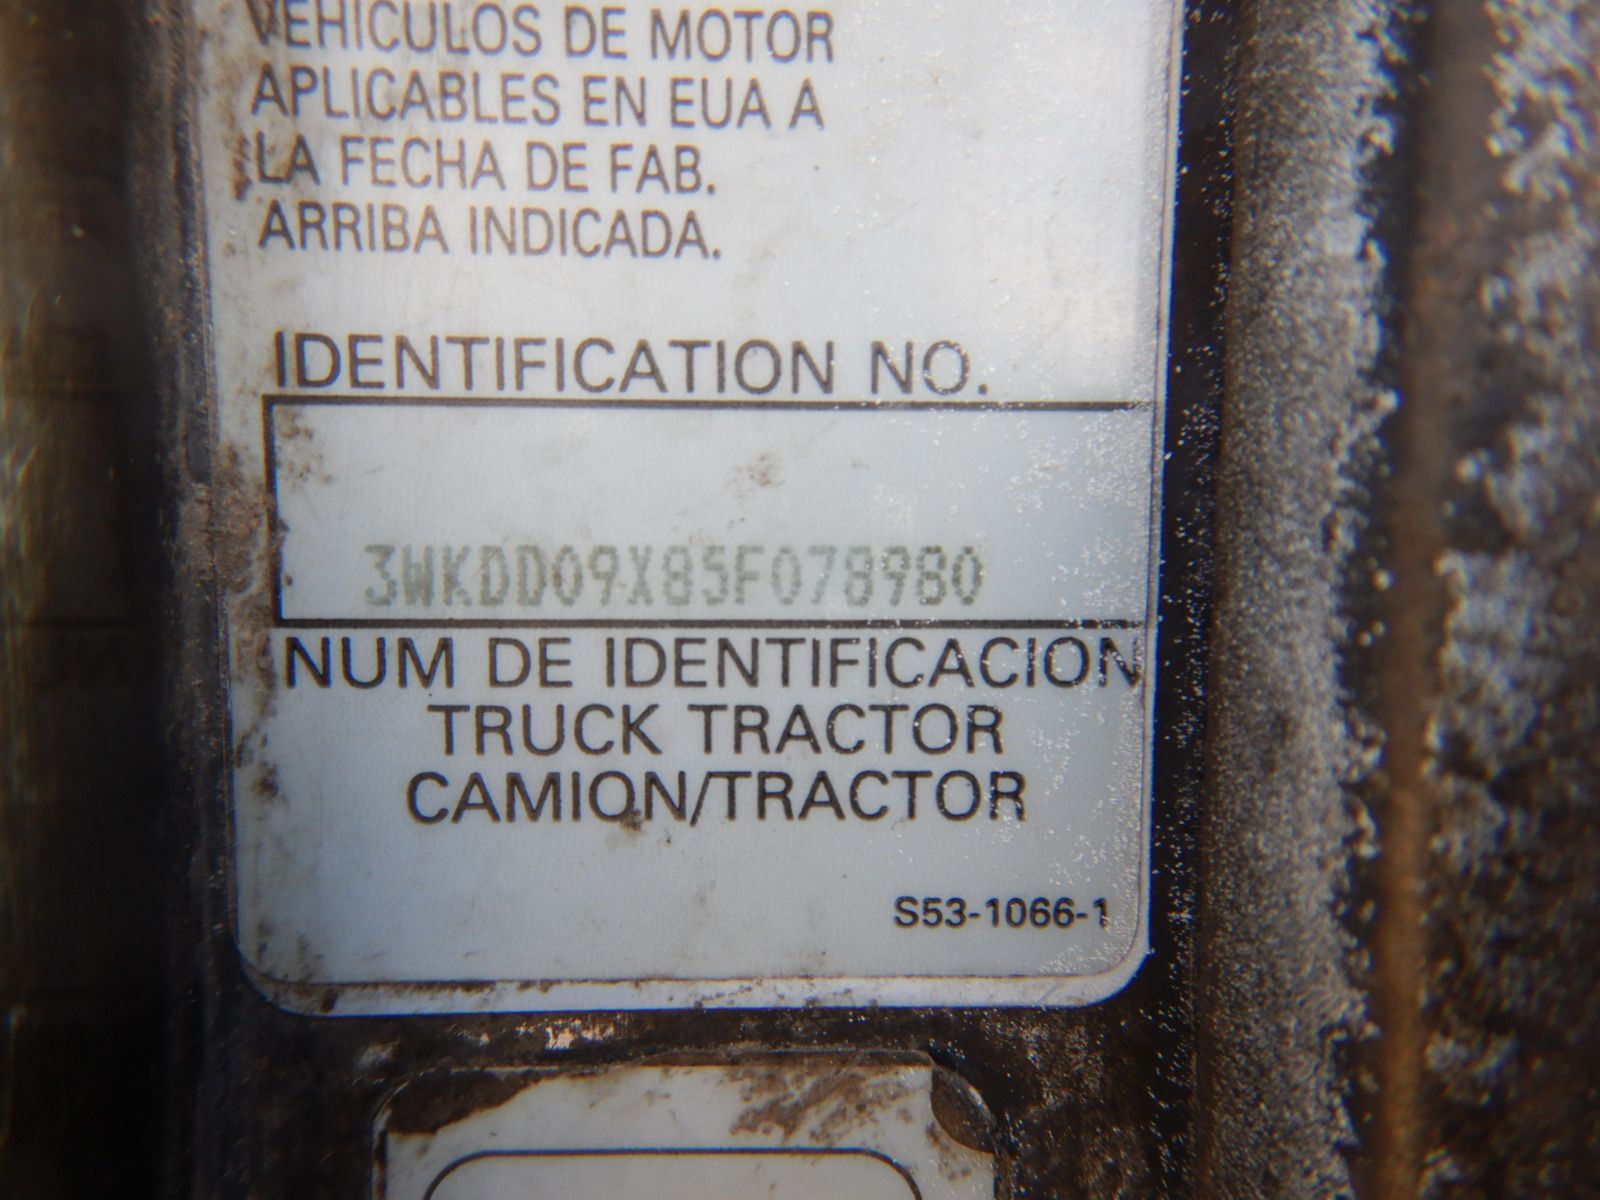 VEHICULOS DE MOTOR
APLICABLES EN EUA A
LA FECHA DE FAB.
ARRIBA INDICADA.
IDENTIFICATION NO.
3WKDD09X85F078980
NUM DE IDENTIFICACION
TRUCK TRACTOR
CAMION/TRACTOR
S53-1066-1